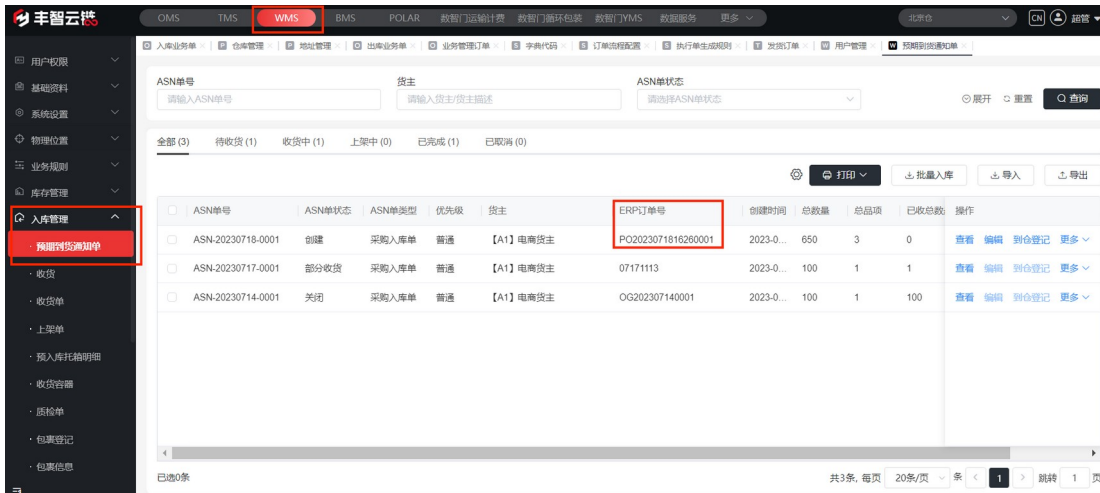 丰智云链
OMS TMS WMS BMS POLAR 数智门运输计费 数智门循环包装 数智门YMS 数据服务 更多 北京仓 CN 超管
入库业务单 仓库管理 地址管理 出库业务单 业务管理订单 字典代码 订单流程配置 执行单生成规则 发货订单 用户管理 预期到货通知单
用户权限
基础资料
系统设置
物理位置
业务规则
库存管理
入库管理
· 预期到货通知单
· 收货
· 收货单
· 上架单
· 预入库托箱明细
· 收货容器
· 质检单
· 包裹登记
· 包裹信息
ASN单号 货主 ASN单状态
请输入ASN单号 请输入货主/货主描述 请选择ASN单状态 展开 重置 查询
全部 (3) 待收货 (1) 收货中 (1) 上架中 (0) 已完成 (1) 已取消 (0)
打印 批量入库 导入 导出
ASN单号 ASN单状态 ASN单类型 优先级 货主 ERP订单号 创建时间 总数量 总品项 已收总数 操作
ASN-20230718-0001 创建 采购入库单 普通 【A1】电商货主 PO2023071816260001 2023-0... 650 3 0 查看 编辑 到仓登记 更多
ASN-20230717-0001 部分收货 采购入库单 普通 【A1】电商货主 07171113 2023-0... 100 1 1 查看 编辑 到仓登记 更多
ASN-20230714-0001 关闭 采购入库单 普通 【A1】电商货主 OG202307140001 2023-0... 100 1 100 查看 编辑 到仓登记 更多
已选0条 共3条, 每页 20条/页 条 1 跳转 1 页